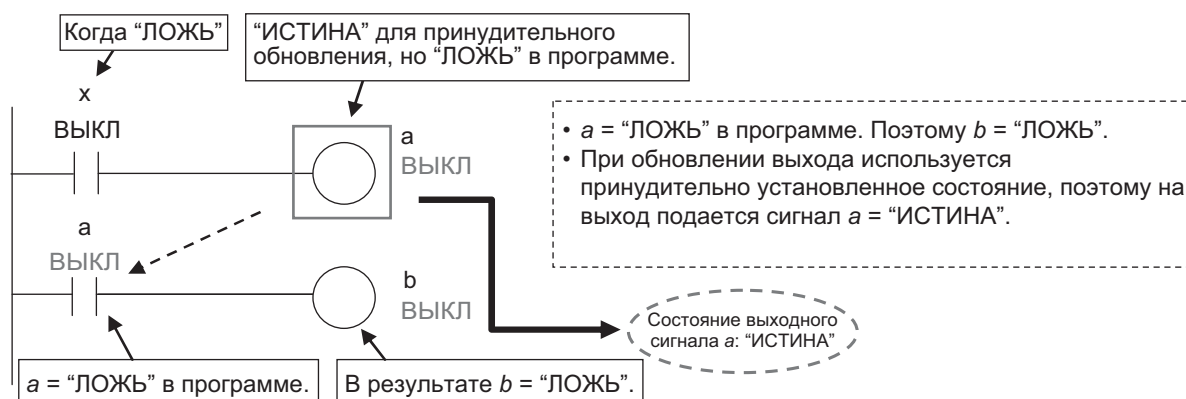 Когда “ЛОЖЬ”
“ИСТИНА” для принудительного
обновления, но “ЛОЖЬ” в программе.
x
ВЫКЛ
a
ВЫКЛ
• a = “ЛОЖЬ” в программе. Поэтому b = “ЛОЖЬ”.
• При обновлении выхода используется
принудительно установленное состояние, поэтому на
выход подается сигнал a = “ИСТИНА”.
a
ВЫКЛ
b
ВЫКЛ
Состояние выходного
сигнала a: “ИСТИНА”
a = “ЛОЖЬ” в программе.
В результате b = “ЛОЖЬ”.